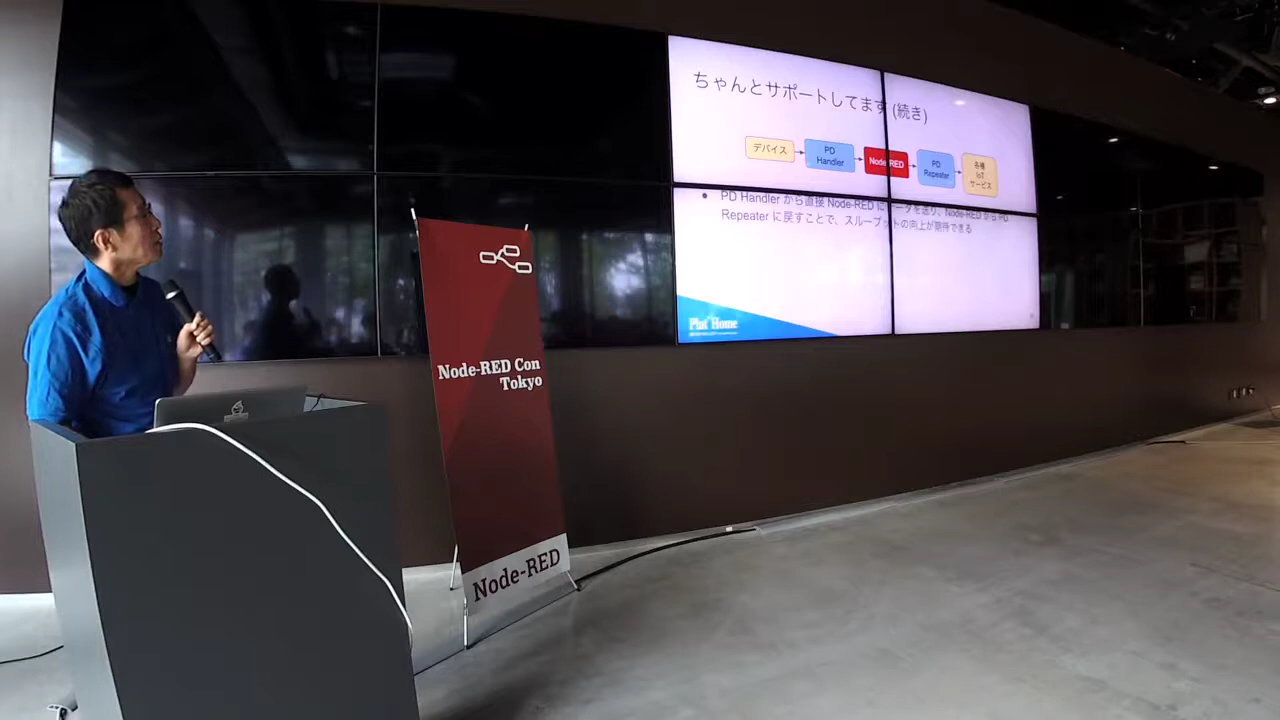 ちゃんとサポートしてます (続き)
デバイス
PD
Handler
Node-RED
PD
Repeater
各種
IoT
サービス
● PD Handler から直接 Node-RED にデータを送り、Node-RED から PD
Repeater に戻すことで、スループットの向上が期待できる
Plat'Home
Node-RED Con
Tokyo
Node-RED